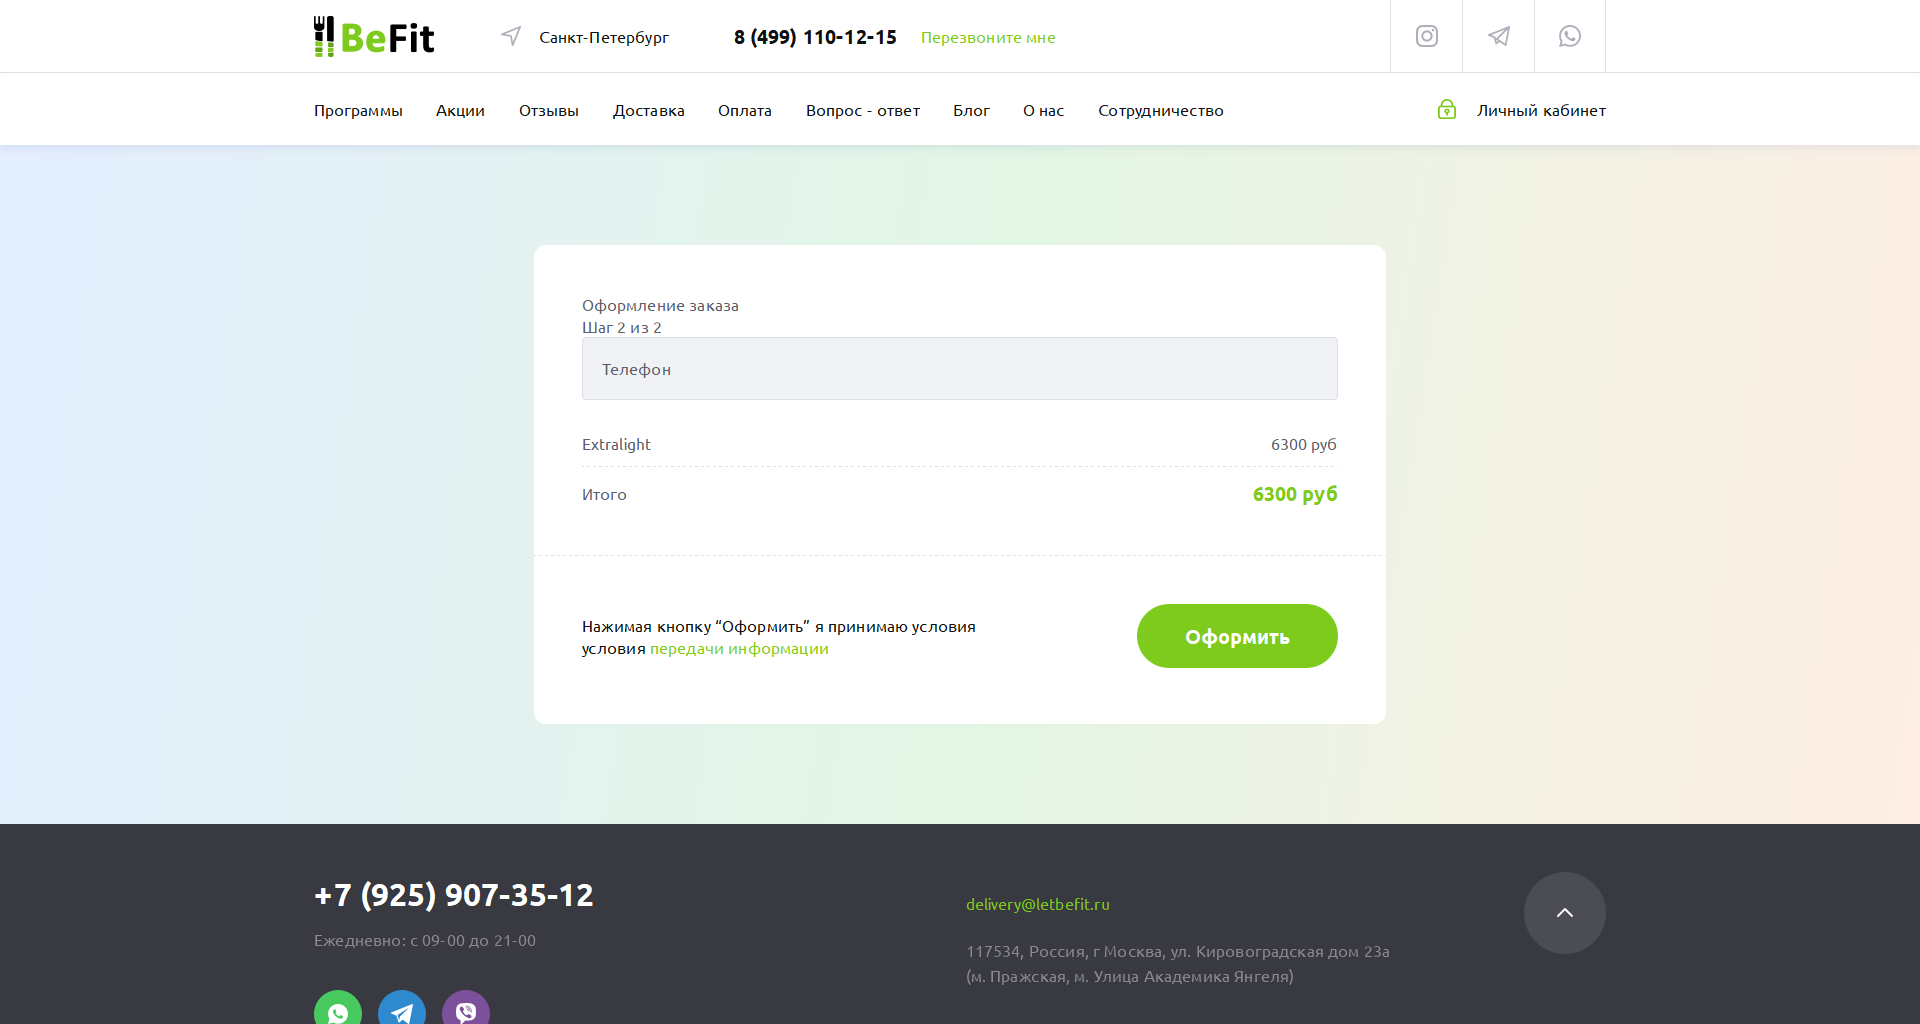 BeFit
Санкт-Петербург
8 (499) 110-12-15
Перезвоните мне
Программы
Акции
Отзывы
Доставка
Оплата
Вопрос - ответ
Блог
О нас
Сотрудничество
Личный кабинет
Оформление заказа
Шаг 2 из 2
Телефон
Extralight 6300 руб
Итого 6300 руб
Нажимая кнопку “Оформить” я принимаю условия
условия передачи информации
Оформить
+7 (925) 907-35-12
Ежедневно: с 09-00 до 21-00
delivery@letbefit.ru
117534, Россия, г Москва, ул. Кировоградская дом 23а
(м. Пражская, м. Улица Академика Янгеля)